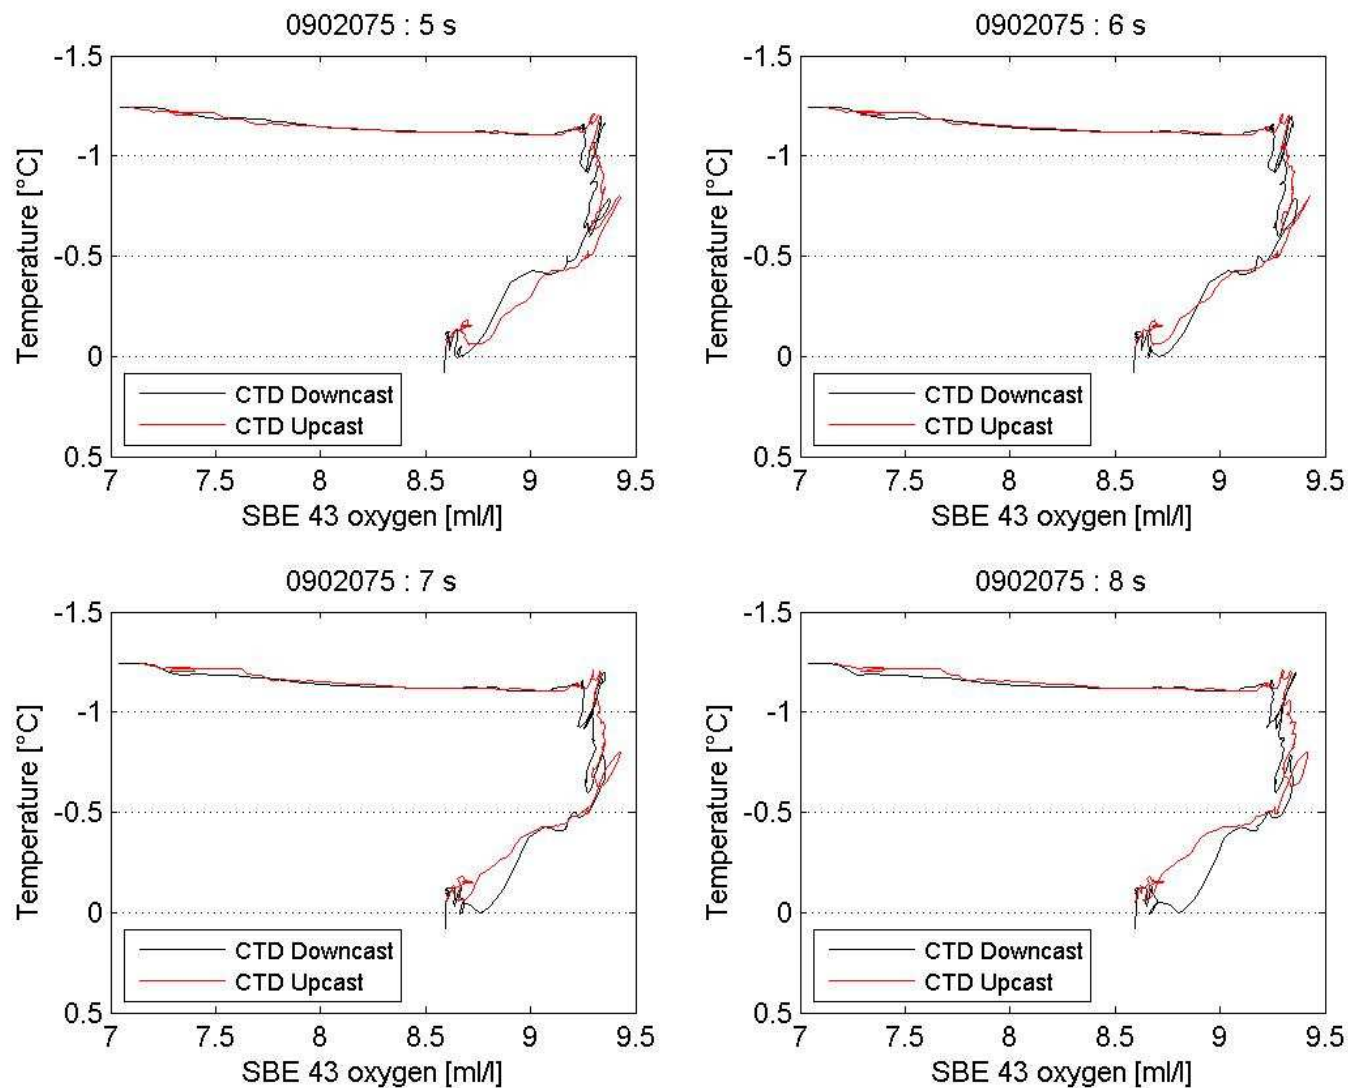 0902075 : 5 s
-1.5
-1
-0.5
0
0.5
Temperature [°C]
CTD Downcast
CTD Upcast
7 7.5 8 8.5 9 9.5
SBE 43 oxygen [ml/l]
0902075 : 6 s
-1.5
-1
-0.5
0
0.5
Temperature [°C]
CTD Downcast
CTD Upcast
7 7.5 8 8.5 9 9.5
SBE 43 oxygen [ml/l]
0902075 : 7 s
-1.5
-1
-0.5
0
0.5
Temperature [°C]
CTD Downcast
CTD Upcast
7 7.5 8 8.5 9 9.5
SBE 43 oxygen [ml/l]
0902075 : 8 s
-1.5
-1
-0.5
0
0.5
Temperature [°C]
CTD Downcast
CTD Upcast
7 7.5 8 8.5 9 9.5
SBE 43 oxygen [ml/l]